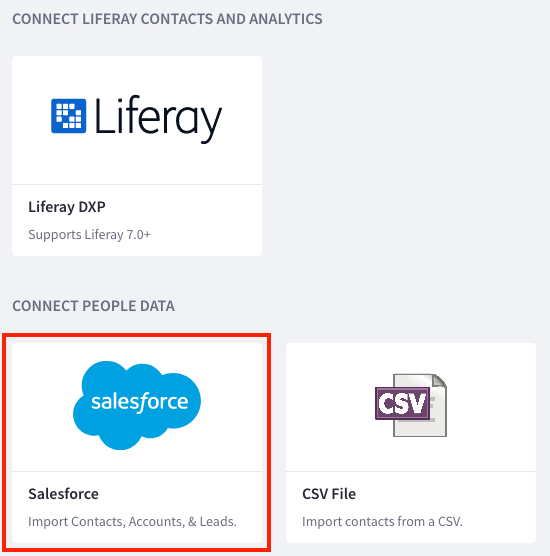 CONNECT LIFERAY CONTACTS AND ANALYTICS
Liferay
Liferay DXP
Supports Liferay 7.0+
CONNECT PEOPLE DATA
salesforce
Salesforce
Import Contacts, Accounts, & Leads.
CSV
CSV File
Import contacts from a CSV.